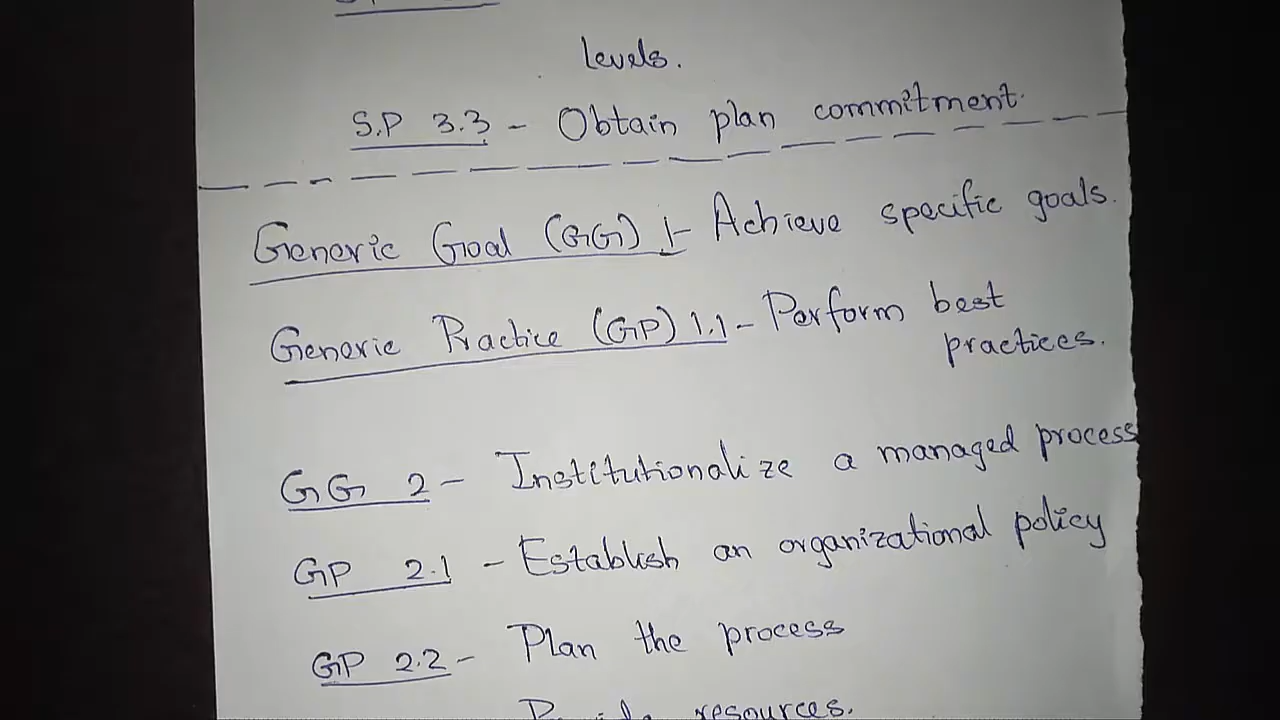 levels.
S.P 3.3 - Obtain plan commitment.
Generic Goal (GG) 1- Achieve specific goals.
Generic Practice (GP) 1.1 - Perform best
practices.
GG 2 - Institutionalize a managed process
GP 2.1 - Establish an organizational policy
GP 2.2 - Plan the process
resources.